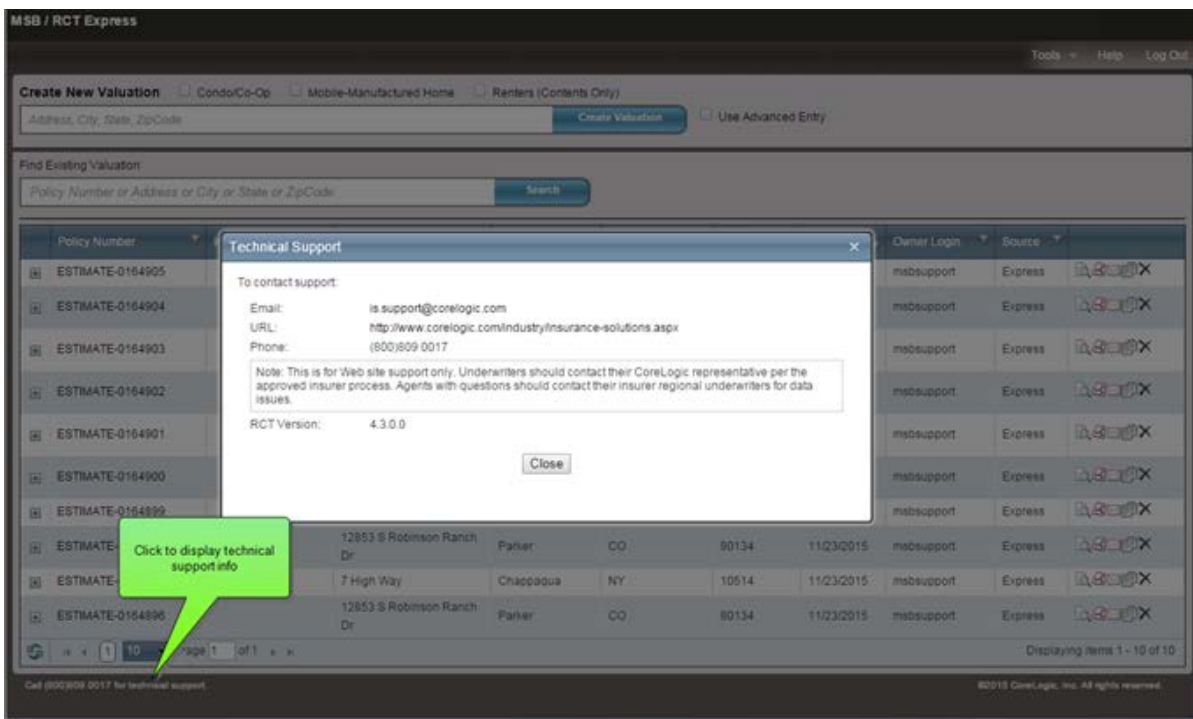 MSB / RCT Express
Tools Help Log Out
Create New Valuation Condo/Co-Op Mobile-Manufactured Home Renters (Contents Only)
Address, City, State, ZipCode Create Valuation Use Advanced Entry
Find Existing Valuation
Policy Number or Address or City or State or ZipCode Search
Policy Number Owner Login Source
Technical Support
To contact support:
Email: is.support@corelogic.com
URL: http://www.corelogic.com/industry/insurance-solutions.aspx
Phone: (800)809 0017
Note: This is for Web site support only. Underwriters should contact their CoreLogic representative per the
approved insurer process. Agents with questions should contact their insurer regional underwriters for data
issues.
RCT Version: 4.3.0.0
Close
ESTIMATE-0164905 msbsupport Express
ESTIMATE-0164904 msbsupport Express
ESTIMATE-0164903 msbsupport Express
ESTIMATE-0164902 msbsupport Express
ESTIMATE-0164901 msbsupport Express
ESTIMATE-0164900 msbsupport Express
ESTIMATE-0164899 msbsupport Express
ESTIMATE- 12853 S Robinson Ranch Parker CO 80134 11/23/2015 msbsupport Express
Dr
Click to display technical
support info
ESTIMATE- 7 High Way Chappaqua NY 10514 11/23/2015 msbsupport Express
ESTIMATE-0164896 12853 S Robinson Ranch Parker CO 80134 11/23/2015 msbsupport Express
Dr
1 10 Page 1 of 1 Displaying items 1 - 10 of 10
Call (800)809 0017 for technical support. ©2015 CoreLogic, Inc. All rights reserved.